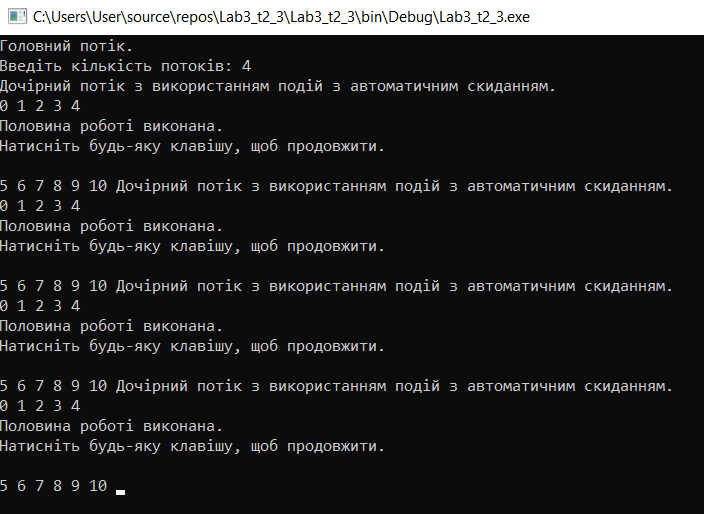 C:\Users\User\source\repos\Lab3_t2_3\Lab3_t2_3\bin\Debug\Lab3_t2_3.exe
Головний потік.
Введіть кількість потоків: 4
Дочірний потік з використанням подій з автоматичним скиданням.
0 1 2 3 4
Половина роботі виконана.
Натисніть будь-яку клавішу, щоб продовжити.
5 6 7 8 9 10 Дочірний потік з використанням подій з автоматичним скиданням.
0 1 2 3 4
Половина роботі виконана.
Натисніть будь-яку клавішу, щоб продовжити.
5 6 7 8 9 10 Дочірний потік з використанням подій з автоматичним скиданням.
0 1 2 3 4
Половина роботі виконана.
Натисніть будь-яку клавішу, щоб продовжити.
5 6 7 8 9 10 Дочірний потік з використанням подій з автоматичним скиданням.
0 1 2 3 4
Половина роботі виконана.
Натисніть будь-яку клавішу, щоб продовжити.
5 6 7 8 9 10